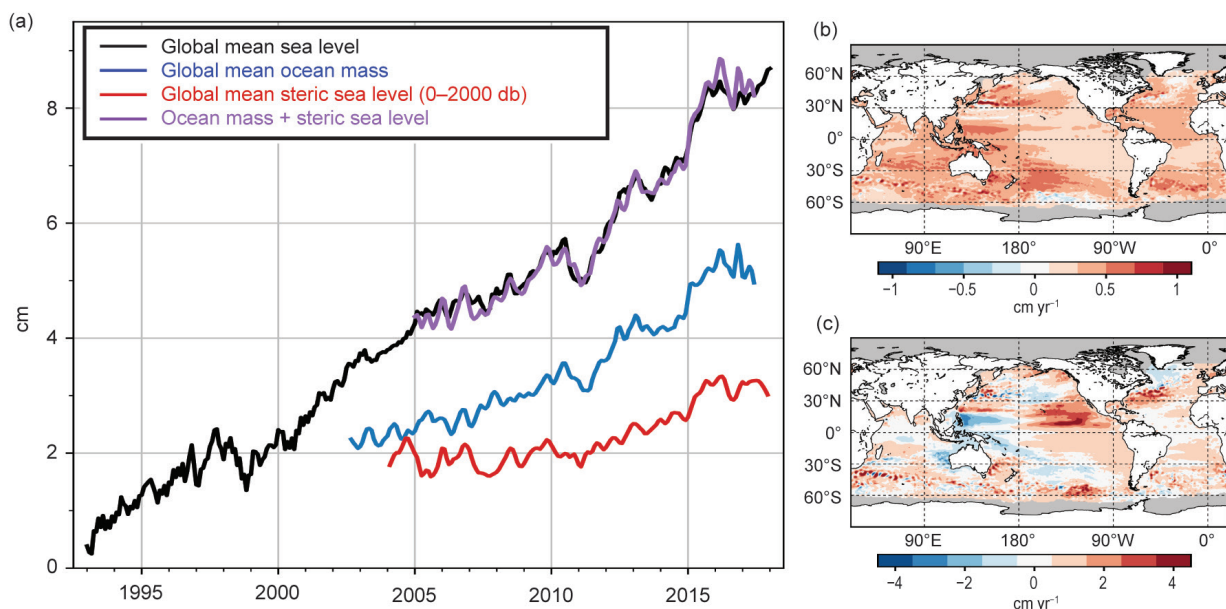 (a)
Global mean sea level
Global mean ocean mass
Global mean steric sea level (0–2000 db)
Ocean mass + steric sea level
8
6
4
2
0
cm
1995
2000
2005
2010
2015
(b)
60°N
30°N
0°
30°S
60°S
90°E
180°
90°W
0°
−1
−0.5
0
0.5
1
cm yr⁻¹
(c)
60°N
30°N
0°
30°S
60°S
90°E
180°
90°W
0°
−4
−2
0
2
4
cm yr⁻¹